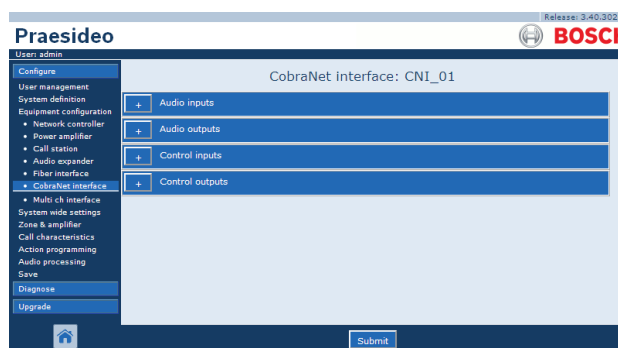 Release: 3.40.302
Praesideo
BOSCH
User: admin
Configure
User management
System definition
Equipment configuration
• Network controller
• Power amplifier
• Call station
• Audio expander
• Fiber interface
• CobraNet interface
• Multi ch interface
System wide settings
Zone & amplifier
Call characteristics
Action programming
Audio processing
Save
Diagnose
Upgrade
CobraNet interface: CNI_01
+ Audio inputs
+ Audio outputs
+ Control inputs
+ Control outputs
Submit